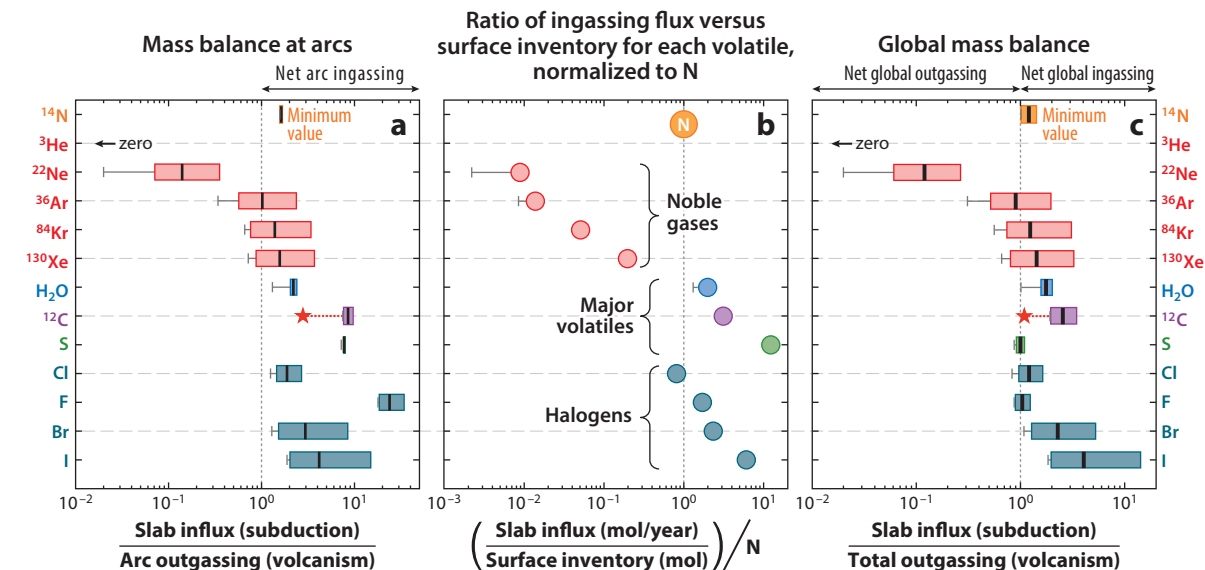 Mass balance at arcs
Net arc ingassing
Ratio of ingassing flux versus
surface inventory for each volatile,
normalized to N
Global mass balance
Net global outgassing
Net global ingassing
¹⁴N
³He
²²Ne
³⁶Ar
⁸⁴Kr
¹³⁰Xe
H₂O
¹²C
S
Cl
F
Br
I
a
Minimum
value
zero
10⁻²
10⁻¹
10⁰
10¹
10²
Slab influx (subduction)
Arc outgassing (volcanism)
b
N
Noble
gases
Major
volatiles
Halogens
10⁻³
10⁻²
10⁻¹
10⁰
10¹
(Slab influx (mol/year)
Surface inventory (mol))/N
c
Minimum
value
zero
10⁻²
10⁻¹
10⁰
10¹
Slab influx (subduction)
Total outgassing (volcanism)
¹⁴N
³He
²²Ne
³⁶Ar
⁸⁴Kr
¹³⁰Xe
H₂O
¹²C
S
Cl
F
Br
I